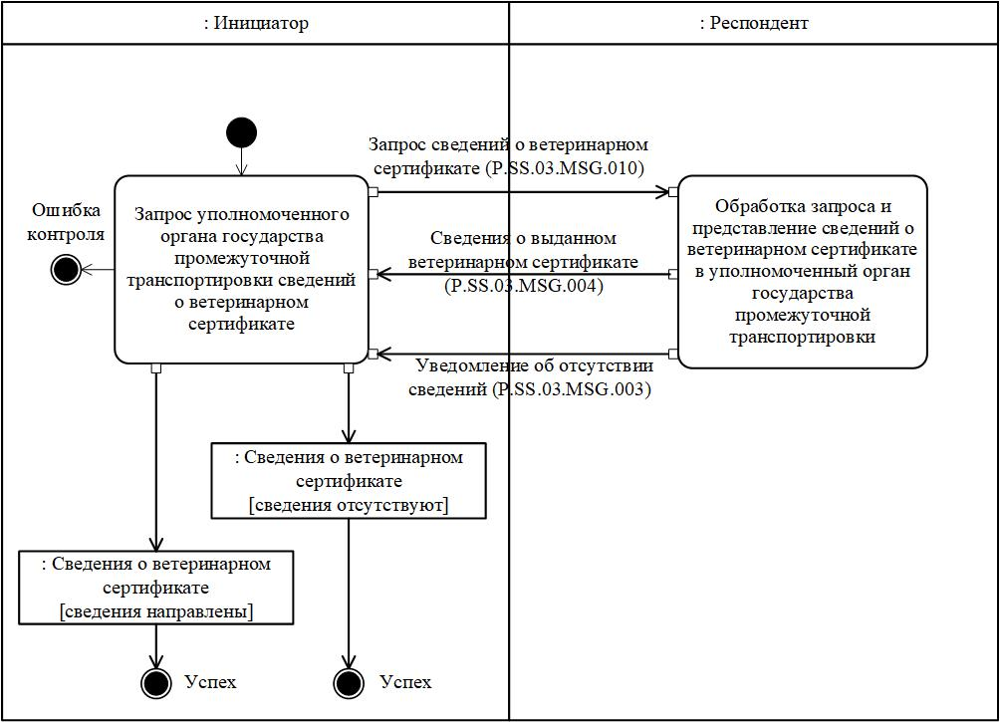 : Инициатор
: Респондент
Запрос сведений о ветеринарном
сертификате (P.SS.03.MSG.010)
Ошибка
контроля
Запрос уполномоченного
органа государства
промежуточной
транспортировки сведений
о ветеринарном
сертификате
Сведения о выданном
ветеринарном сертификате
(P.SS.03.MSG.004)
Обработка запроса и
представление сведений о
ветеринарном сертификате
в уполномоченный орган
государства
промежуточной
транспортировки
Уведомление об отсутствии
сведений (P.SS.03.MSG.003)
: Сведения о ветеринарном
сертификате
[сведения отсутствуют]
: Сведения о ветеринарном
сертификате
[сведения направлены]
Успех
Успех